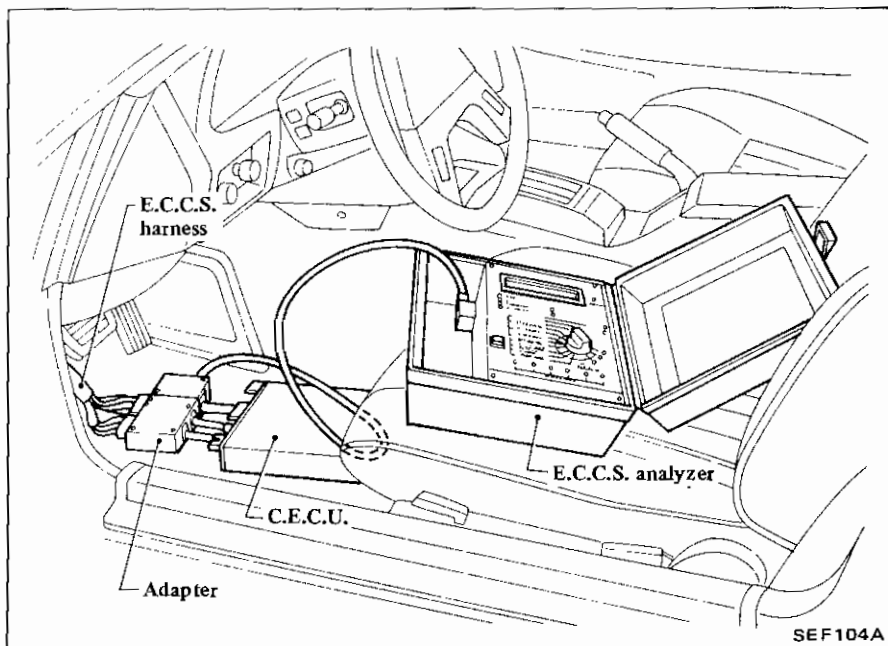 E.C.C.S.
harness
E.C.C.S. analyzer
C.E.C.U.
Adapter
SEF104A